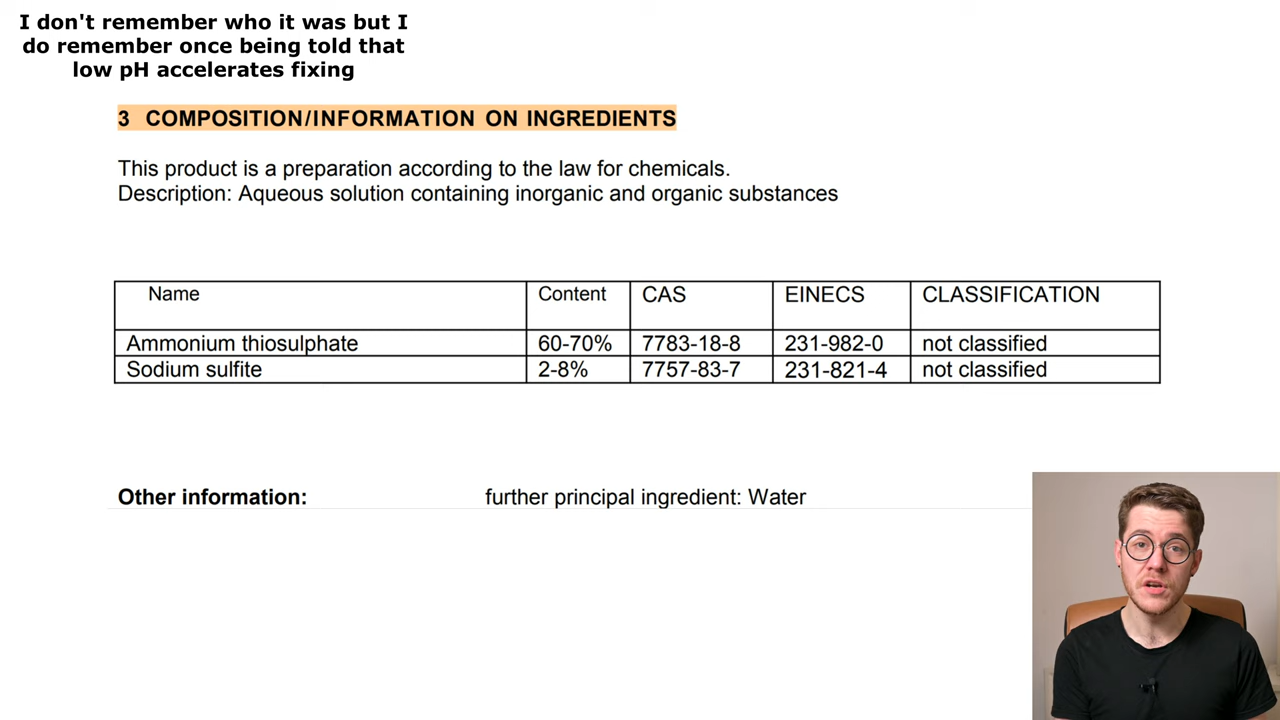 I don't remember who it was but I
do remember once being told that
low pH accelerates fixing
3 COMPOSITION/INFORMATION ON INGREDIENTS
This product is a preparation according to the law for chemicals.
Description: Aqueous solution containing inorganic and organic substances
Name Content CAS EINECS CLASSIFICATION
Ammonium thiosulphate 60-70% 7783-18-8 231-982-0 not classified
Sodium sulfite 2-8% 7757-83-7 231-821-4 not classified
Other information: further principal ingredient: Water